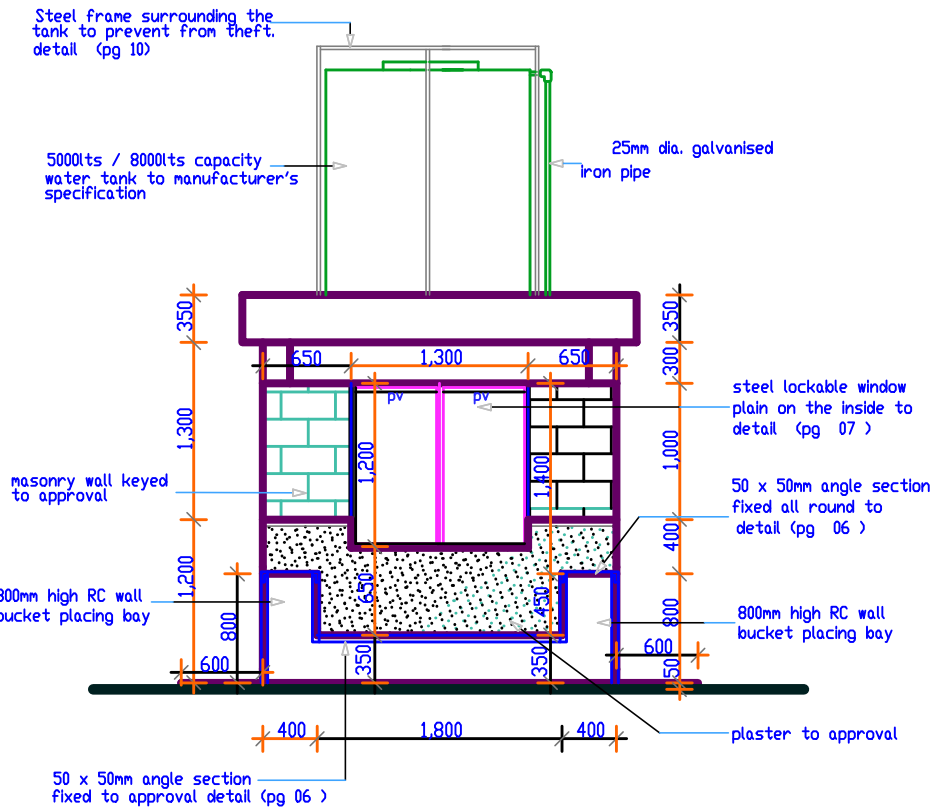 Steel frame surrounding the
tank to prevent from theft.
detail (pg 10)
25mm dia. galvanised
iron pipe
5000lts / 8000lts capacity
water tank to manufacturer's
specification
350
350
650
1,300
650
300
pv
pv
steel lockable window
plain on the inside to
detail (pg 07 )
1,300
1,200
1,400
1,000
masonry wall keyed
to approval
50 x 50mm angle section
fixed all round to
detail (pg 06 )
400
1,200
650
450
800mm high RC wall
bucket placing bay
800
800
800mm high RC wall
bucket placing bay
600
350
350
600
50
400
1,800
400
plaster to approval
50 x 50mm angle section
fixed to approval detail (pg 06 )